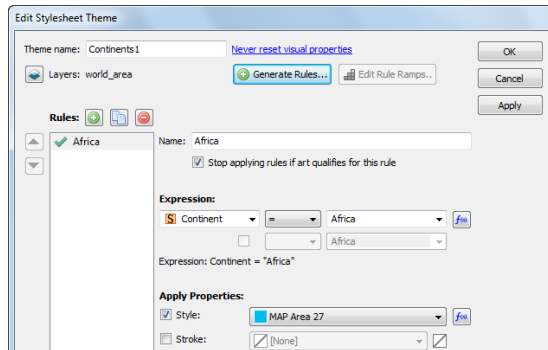 Edit Stylesheet Theme
Theme name: Continents1 Never reset visual properties OK
Layers: world_area Generate Rules... Edit Rule Ramps.. Cancel
Apply
Rules:
Africa Name: Africa
Stop applying rules if art qualifies for this rule
Expression:
S Continent = Africa f(x)
Africa
Expression: Continent = "Africa"
Apply Properties:
Style: MAP Area 27 f(x)
Stroke: [None]